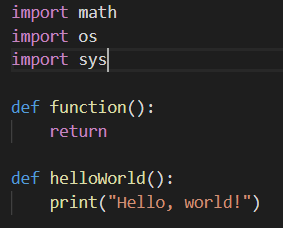 import math
import os
import sys
def function():
    return
def helloWorld():
    print("Hello, world!")